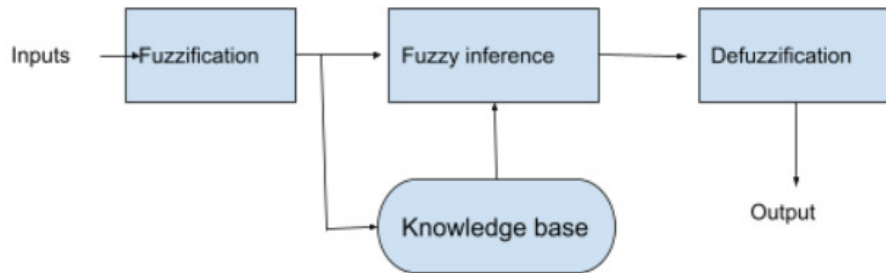 Inputs
Fuzzification
Fuzzy inference
Defuzzification
Knowledge base
Output